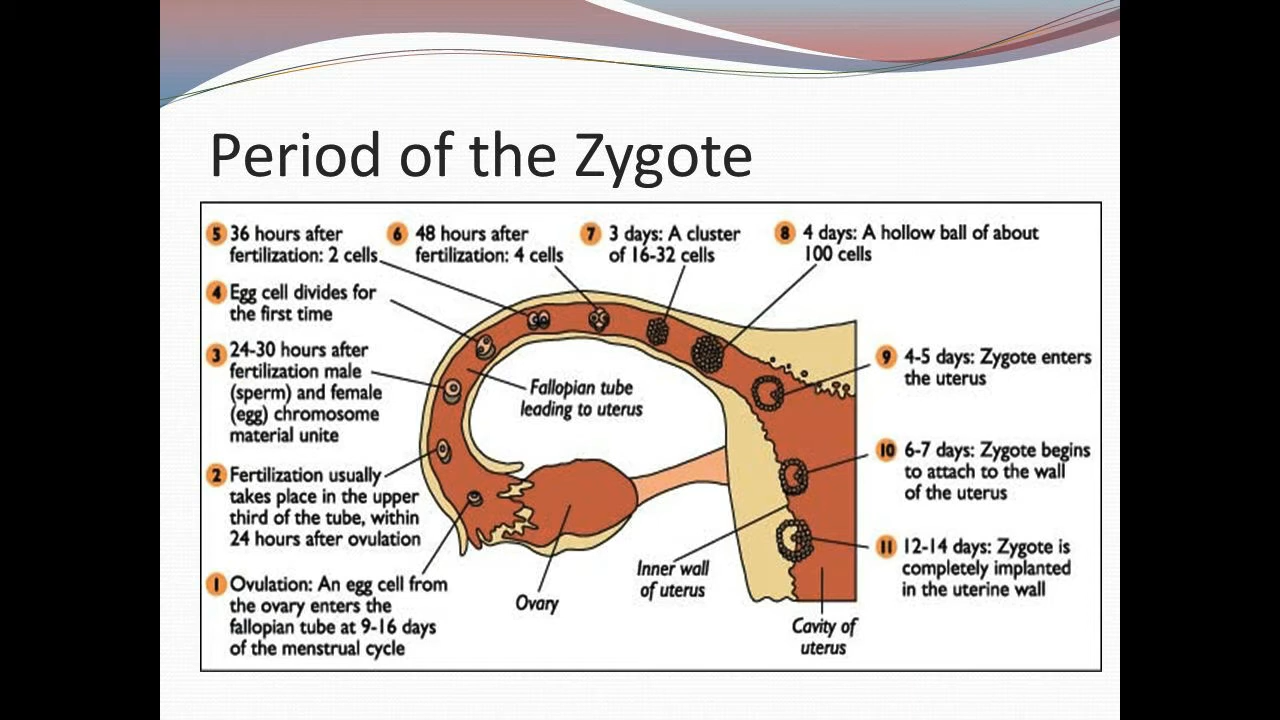 Period of the Zygote
5 36 hours after
fertilization: 2 cells
6 48 hours after
fertilization: 4 cells
7 3 days: A cluster
of 16-32 cells
8 4 days: A hollow ball of about
100 cells
4 Egg cell divides for
the first time
3 24-30 hours after
fertilization male
(sperm) and female
(egg) chromosome
material unite
2 Fertilization usually
takes place in the upper
third of the tube, within
24 hours after ovulation
1 Ovulation: An egg cell from
the ovary enters the
fallopian tube at 9-16 days
of the menstrual cycle
Fallopian tube
leading to uterus
Ovary
Inner wall
of uterus
Cavity of
uterus
9 4-5 days: Zygote enters
the uterus
10 6-7 days: Zygote begins
to attach to the wall
of the uterus
11 12-14 days: Zygote is
completely implanted
in the uterine wall